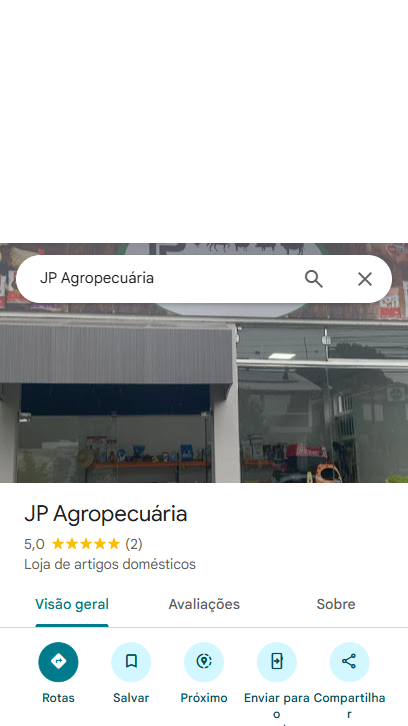 JP Agropecuária
JP Agropecuária
5,0 (2)
Loja de artigos domésticos
Visão geral Avaliações Sobre
Rotas Salvar Próximo Enviar para o Compartilhar